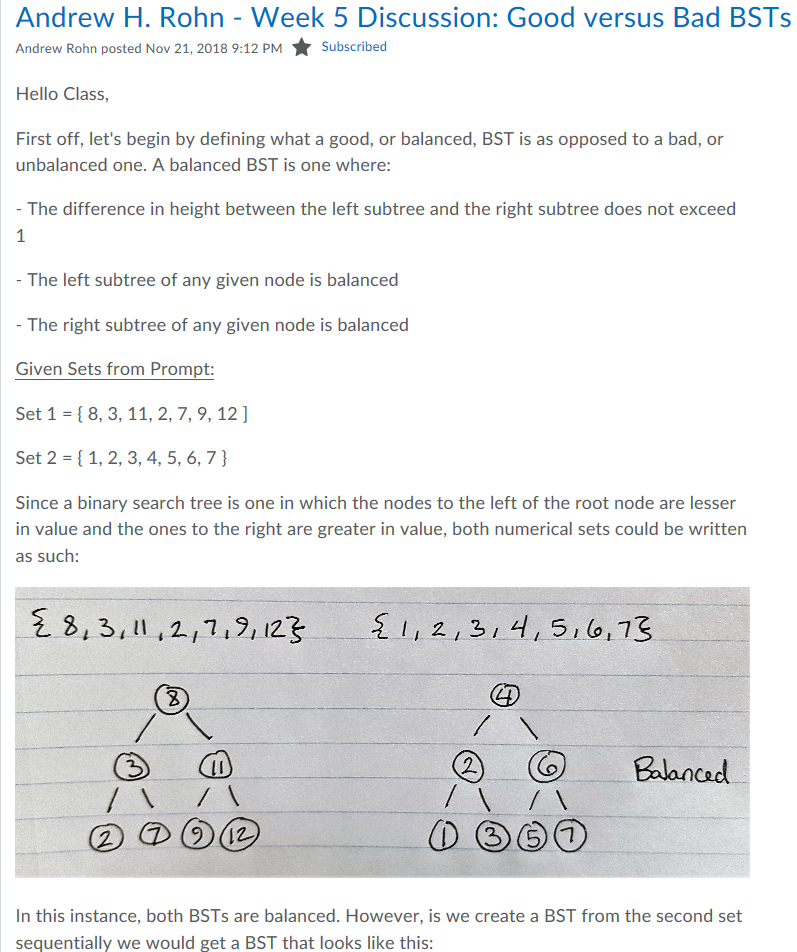 Andrew H. Rohn - Week 5 Discussion: Good versus Bad BSTs
Andrew Rohn posted Nov 21, 2018 9:12 PM ★ Subscribed
Hello Class,
First off, let's begin by defining what a good, or balanced, BST is as opposed to a bad, or
unbalanced one. A balanced BST is one where:
- The difference in height between the left subtree and the right subtree does not exceed
1
- The left subtree of any given node is balanced
- The right subtree of any given node is balanced
Given Sets from Prompt:
Set 1 = { 8, 3, 11, 2, 7, 9, 12 ]
Set 2 = { 1, 2, 3, 4, 5, 6, 7 }
Since a binary search tree is one in which the nodes to the left of the root node are lesser
in value and the ones to the right are greater in value, both numerical sets could be written
as such:
{ 8, 3, 11, 2, 7, 9, 12 } { 1, 2, 3, 4, 5, 6, 7 }
8 4
3 11 2 6 Balanced
2 7 9 12 1 3 5 7
In this instance, both BSTs are balanced. However, is we create a BST from the second set
sequentially we would get a BST that looks like this: